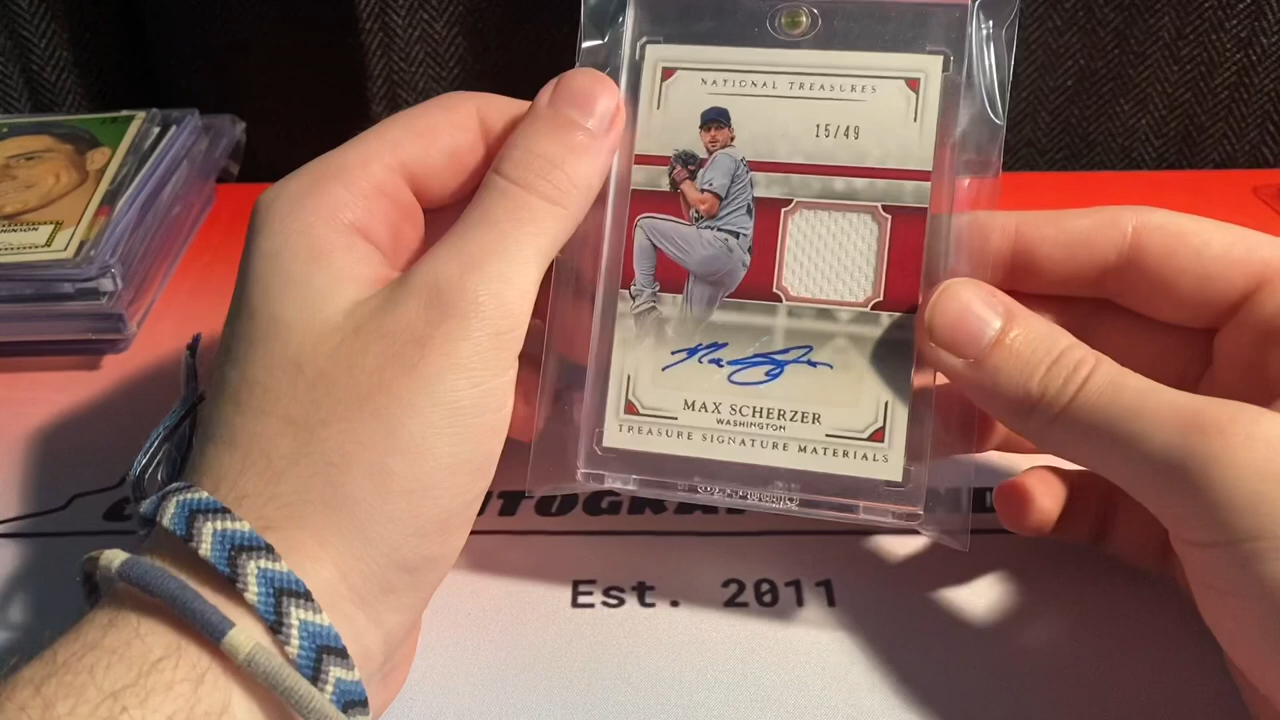 NATIONAL TREASURES
15/49
MAX SCHERZER
WASHINGTON
TREASURE SIGNATURE MATERIALS
Est. 2011